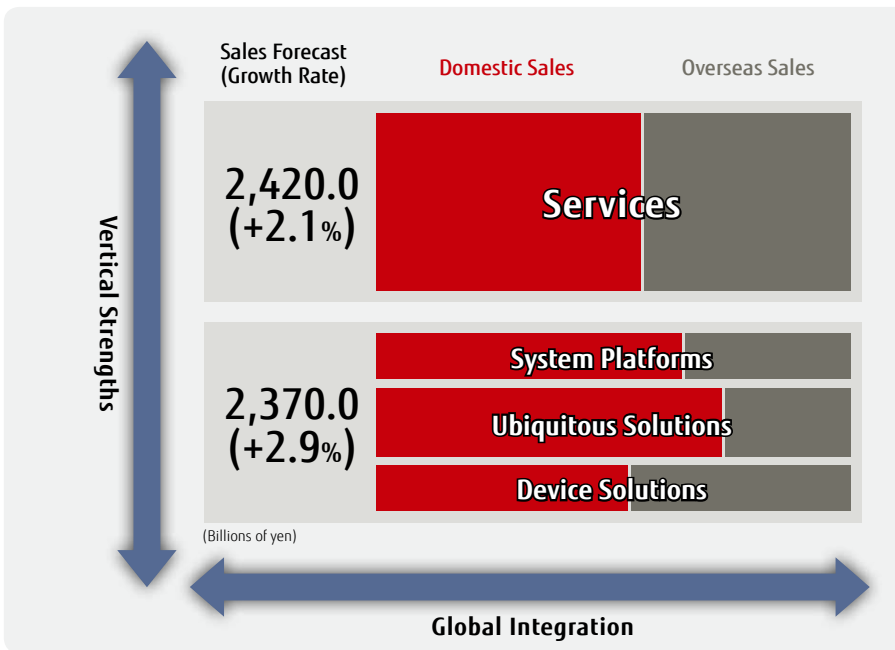 Sales Forecast
(Growth Rate)
Domestic Sales
Overseas Sales
2,420.0
(+2.1%)
Services
Vertical Strengths
2,370.0
(+2.9%)
System Platforms
Ubiquitous Solutions
Device Solutions
(Billions of yen)
Global Integration